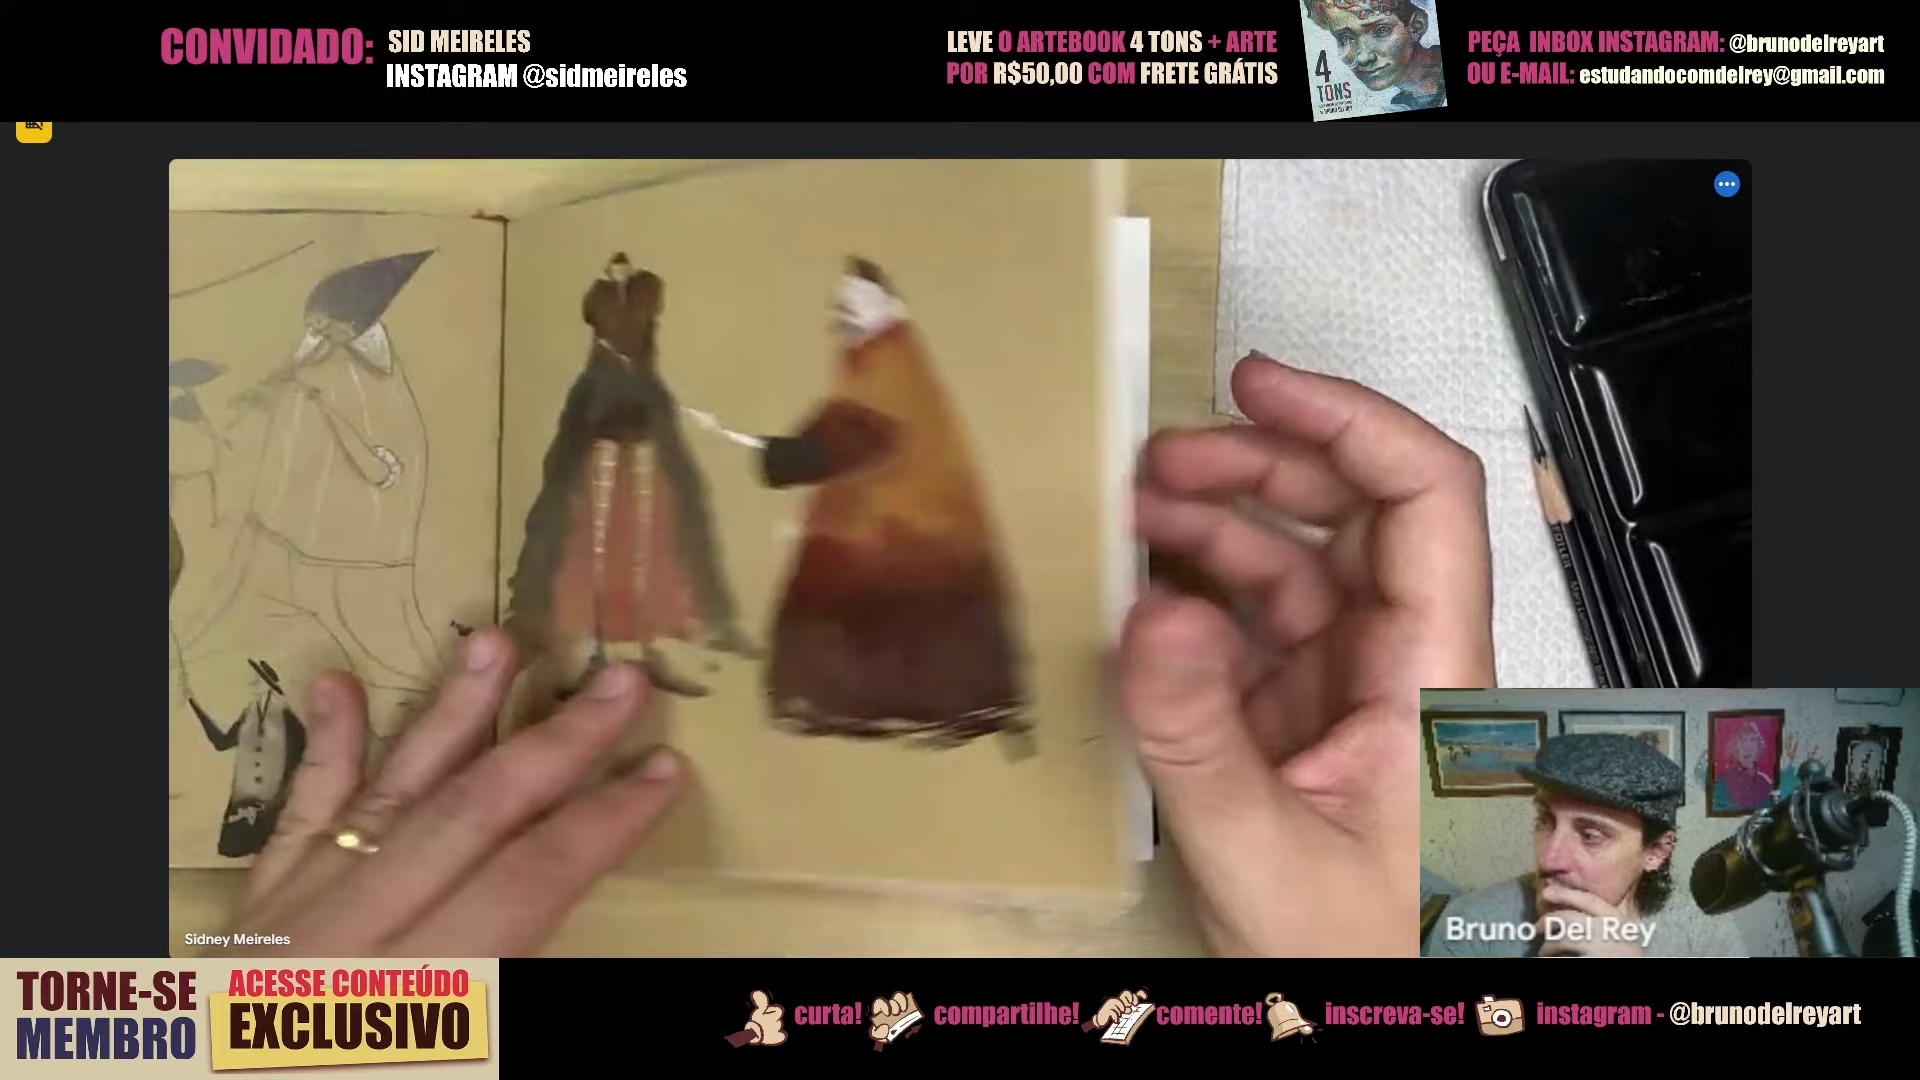 CONVIDADO:
SID MEIRELES
INSTAGRAM @sidmeireles
LEVE O ARTEBOOK 4 TONS + ARTE
POR R$50,00 COM FRETE GRÁTIS
4
TONS
PEÇA INBOX INSTAGRAM: @brunodelreyart
OU E-MAIL: estudandocomdelrey@gmail.com
Sidney Meireles
Bruno Del Rey
TORNE-SE
MEMBRO
ACESSE CONTEÚDO
EXCLUSIVO
curta!
compartilhe!
comente!
inscreva-se!
instagram - @brunodelreyart